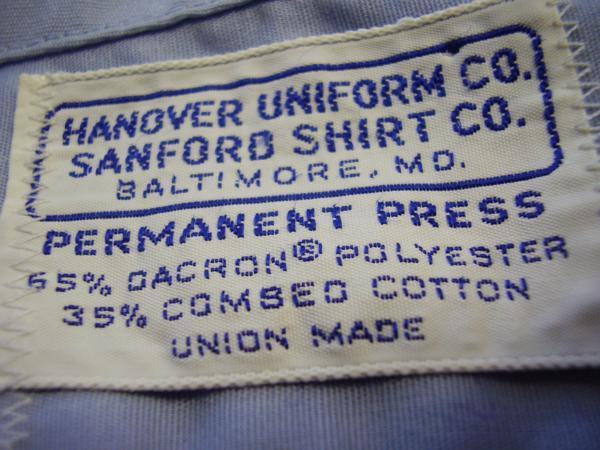 HANOVER UNIFORM CO.
SANFORD SHIRT CO.
BALTIMORE, MD.
PERMANENT PRESS
65% DACRON® POLYESTER
35% COMBED COTTON
UNION MADE